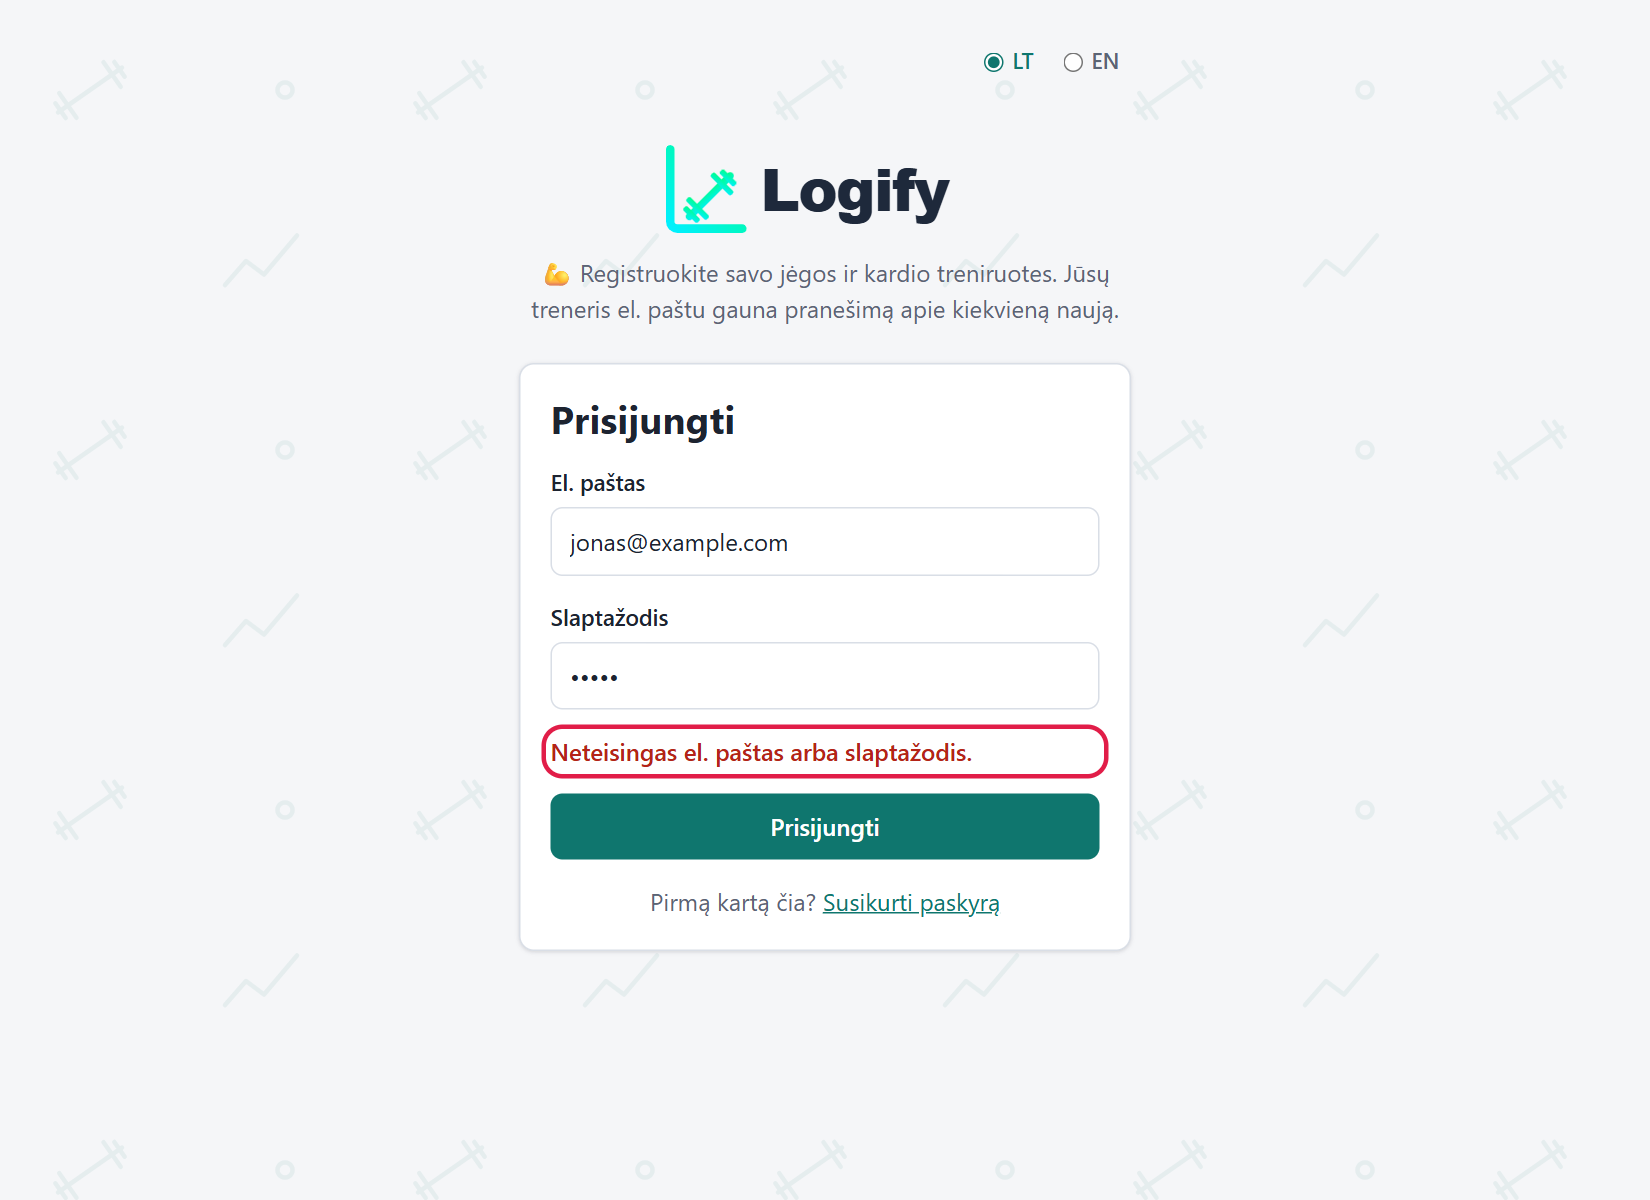 LT EN
Logify
💪 Registruokite savo jėgos ir kardio treniruotes. Jūsų
treneris el. paštu gauna pranešimą apie kiekvieną naują.
Prisijungti
El. paštas
jonas@example.com
Slaptažodis
•••••
Neteisingas el. paštas arba slaptažodis.
Prisijungti
Pirmą kartą čia? Susikurti paskyrą